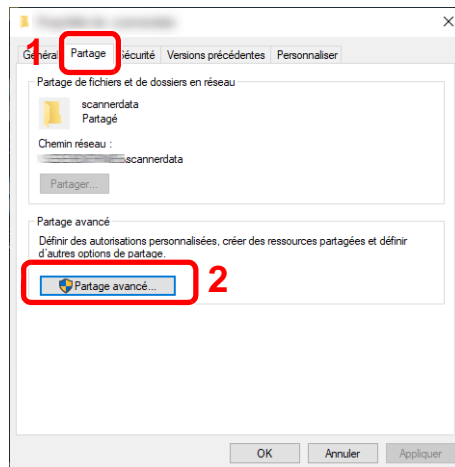 1
Général Partage Sécurité Versions précédentes Personnaliser
Partage de fichiers et de dossiers en réseau
scannerdata
Partagé
Chemin réseau :
scannerdata
Partager...
Partage avancé
Définir des autorisations personnalisées, créer des ressources partagées et définir
d'autres options de partage.
Partage avancé...
2
OK Annuler Appliquer